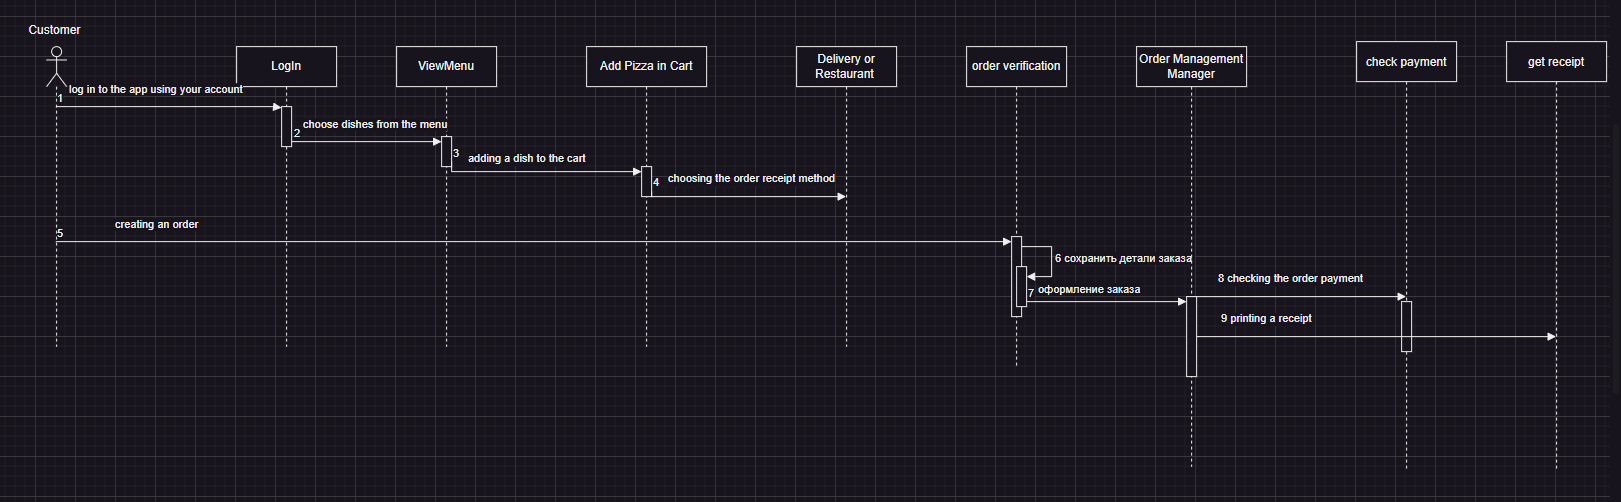 Customer
LogIn
ViewMenu
Add Pizza in Cart
Delivery or
Restaurant
order verification
Order Management
Manager
check payment
get receipt
log in to the app using your account
1
choose dishes from the menu
2
3
adding a dish to the cart
4
choosing the order receipt method
creating an order
5
6 сохранить детали заказа
7
оформление заказа
8 checking the order payment
9 printing a receipt